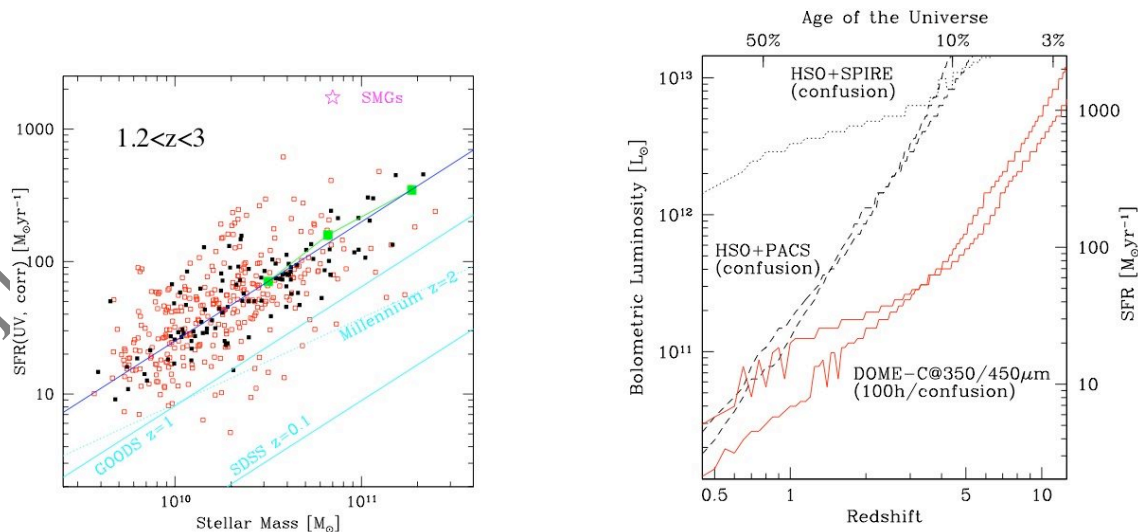 SMGs
1.2<z<3
1000
100
10
SFR(UV, corr) [M⊙yr⁻¹]
Millennium z=2
GOODS z=1
SDSS z=0.1
10¹⁰
10¹¹
Stellar Mass [M⊙]
Age of the Universe
50%
10%
3%
HSO+SPIRE
(confusion)
HSO+PACS
(confusion)
DOME-C@350/450μm
(100h/confusion)
10¹³
10¹²
10¹¹
Bolometric Luminosity [L⊙]
1000
100
10
SFR [M⊙yr⁻¹]
0.5
1
5
10
Redshift